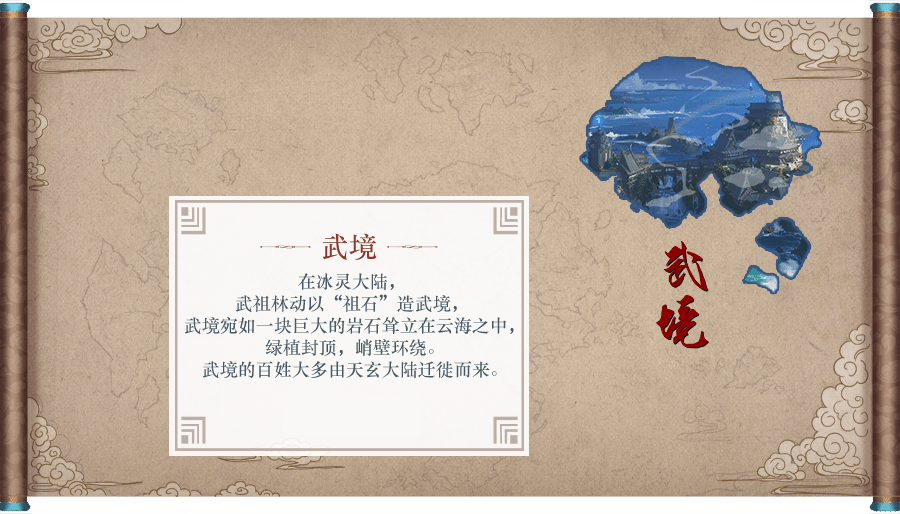 武境
在冰灵大陆，
武祖林动以“祖石”造武境，
武境宛如一块巨大的岩石耸立在云海之中，
绿植封顶，峭壁环绕。
武境的百姓大多由天玄大陆迁徙而来。
武境